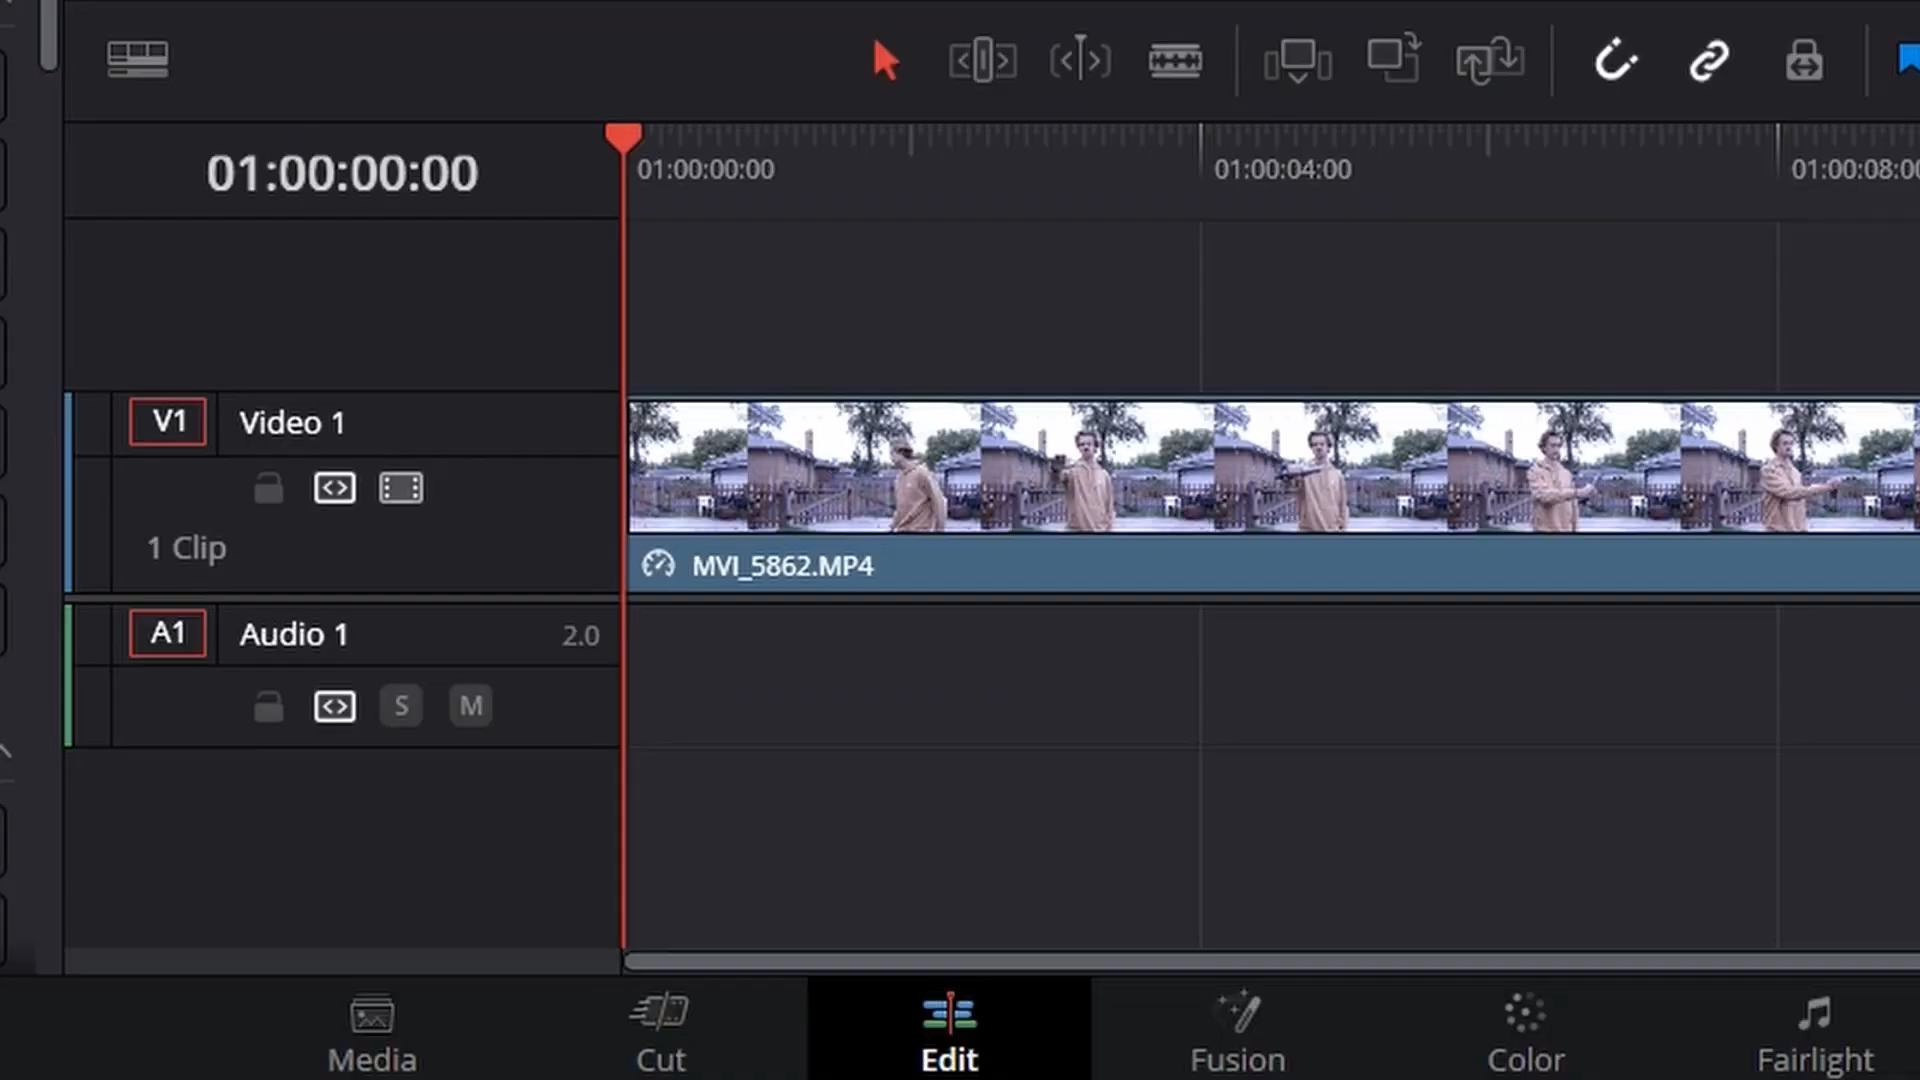 01:00:00:00
01:00:00:00
01:00:04:00
01:00:08:00
V1
Video 1
1 Clip
MVI_5862.MP4
A1
Audio 1
2.0
S
M
Media
Cut
Edit
Fusion
Color
Fairlight